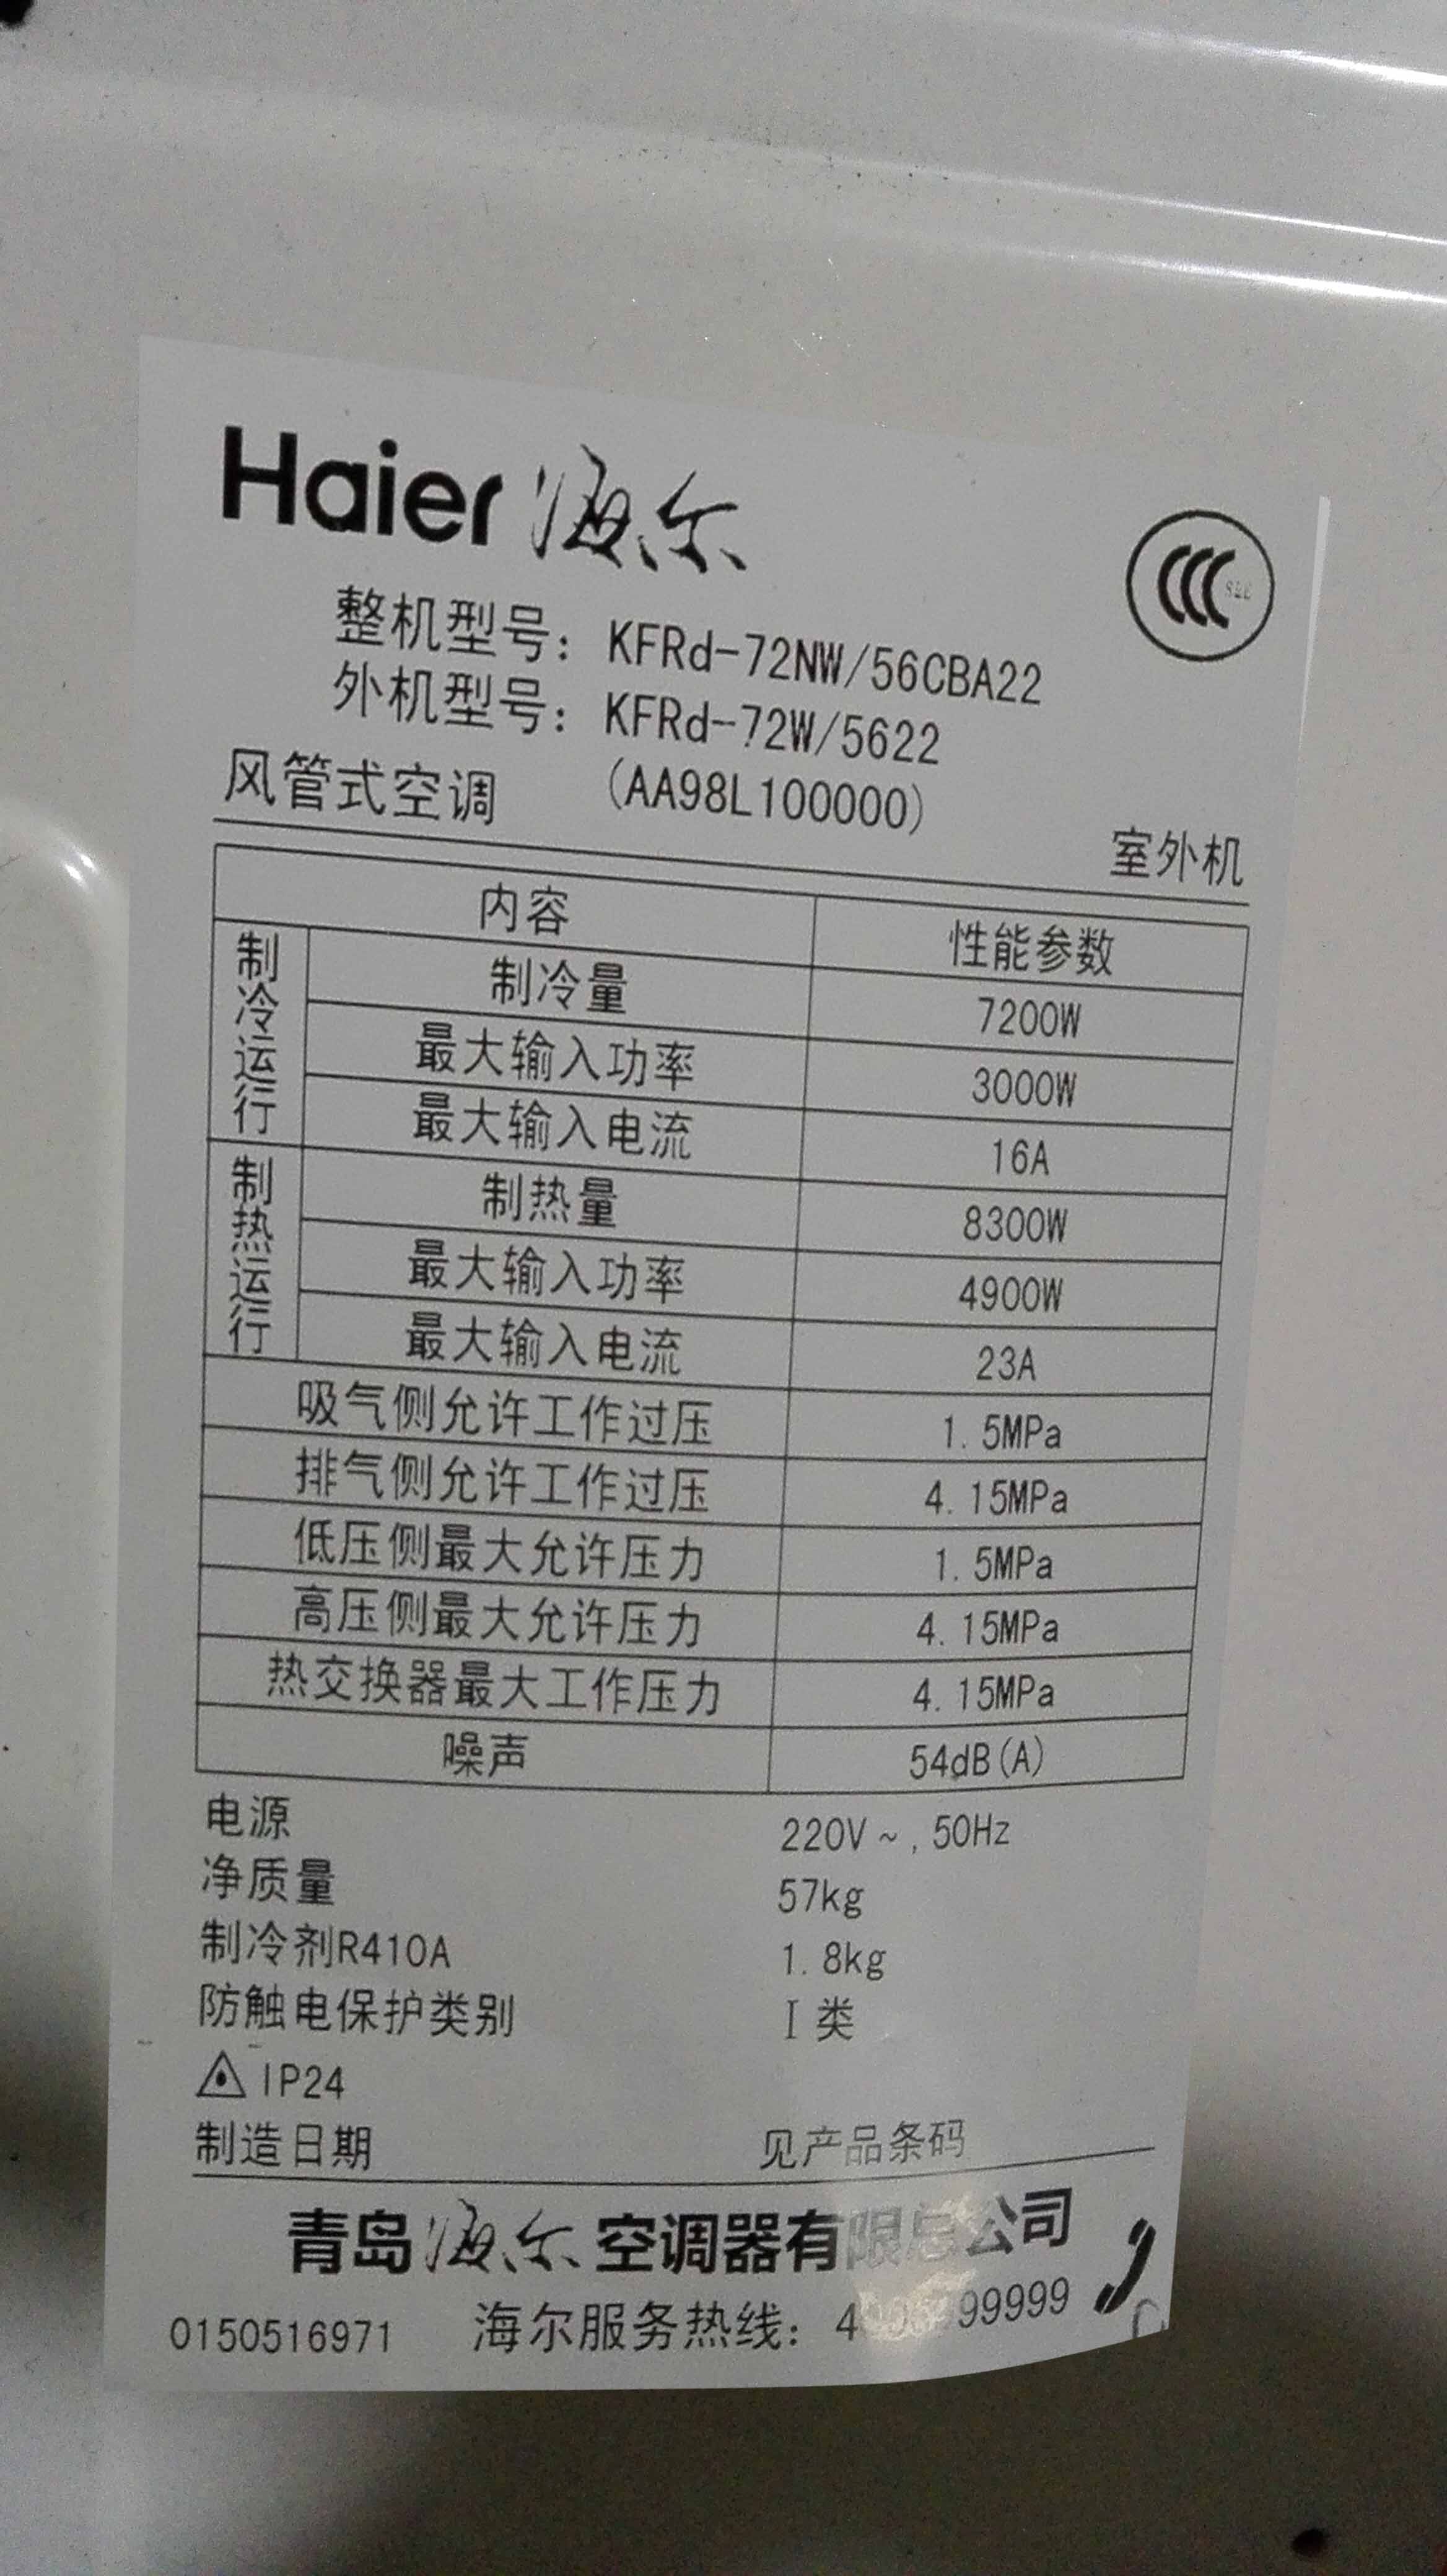 Haier 海尔
整机型号：KFRd-72NW/56CBA22
外机型号：KFRd-72W/5622
风管式空调 (AA98L100000) 室外机
内容 性能参数
制冷运行
制冷量 7200W
最大输入功率 3000W
最大输入电流 16A
制热运行
制热量 8300W
最大输入功率 4900W
最大输入电流 23A
吸气侧允许工作过压 1.5MPa
排气侧允许工作过压 4.15MPa
低压侧最大允许压力 1.5MPa
高压侧最大允许压力 4.15MPa
热交换器最大工作压力 4.15MPa
噪声 54dB(A)
电源 220V～,50Hz
净质量 57kg
制冷剂R410A 1.8kg
防触电保护类别 I类
IP24
制造日期 见产品条码
青岛海尔空调器有限总公司
0150516971 海尔服务热线：